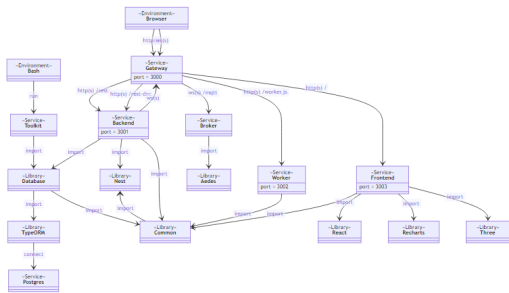 «Environment»
Browser
http(s)(s)
«Service»
Gateway
port = 3000
«Environment»
Bash
http(s) /rest
http(s) /rest-dev
ws(s)
ws(s) /mqtt
http(s) /worker.js
http(s) /
run
«Service»
Toolkit
«Service»
Backend
port = 3001
«Service»
Broker
import
import
import
import
import
«Library»
Database
«Library»
Nest
«Library»
Aedes
«Service»
Worker
port = 3002
«Service»
Frontend
port = 3003
import
import
import
import
import
import
import
import
«Library»
TypeORM
«Library»
Common
«Library»
React
«Library»
Recharts
«Library»
Three
connect
«Service»
Postgres